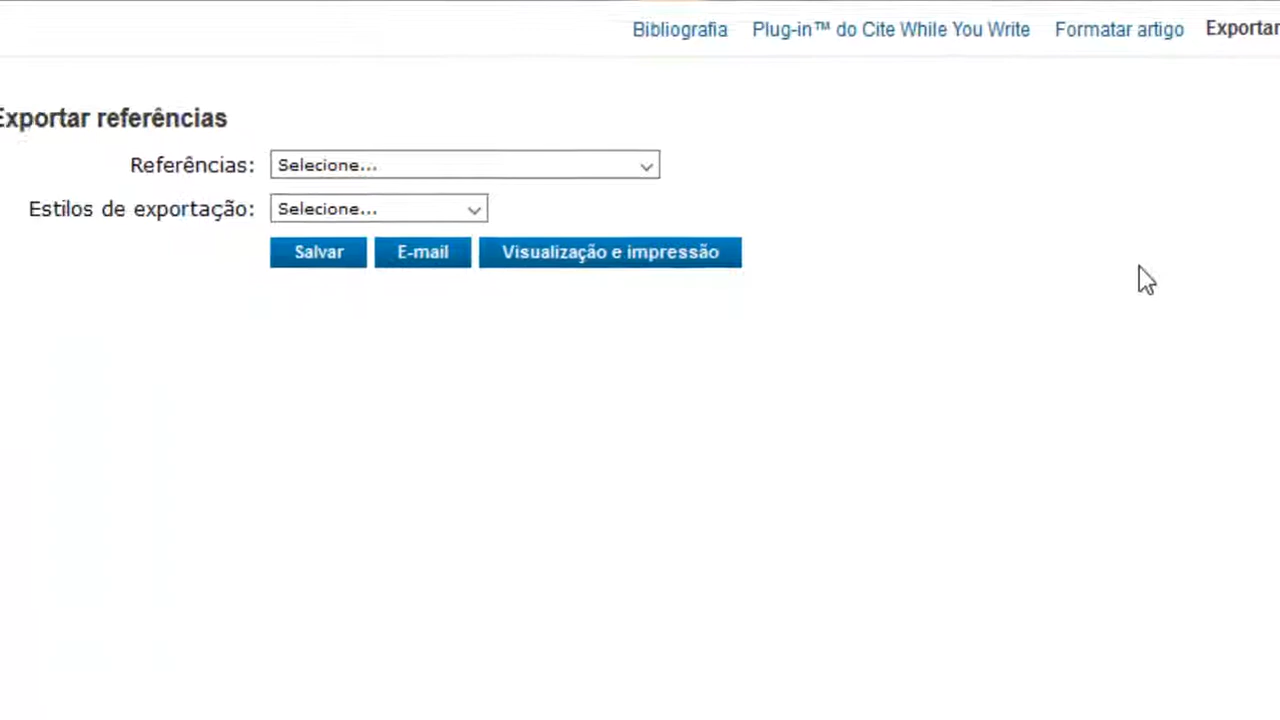 Bibliografia Plug-in™ do Cite While You Write Formatar artigo Exportar
Exportar referências
Referências: Selecione...
Estilos de exportação: Selecione...
Salvar E-mail Visualização e impressão